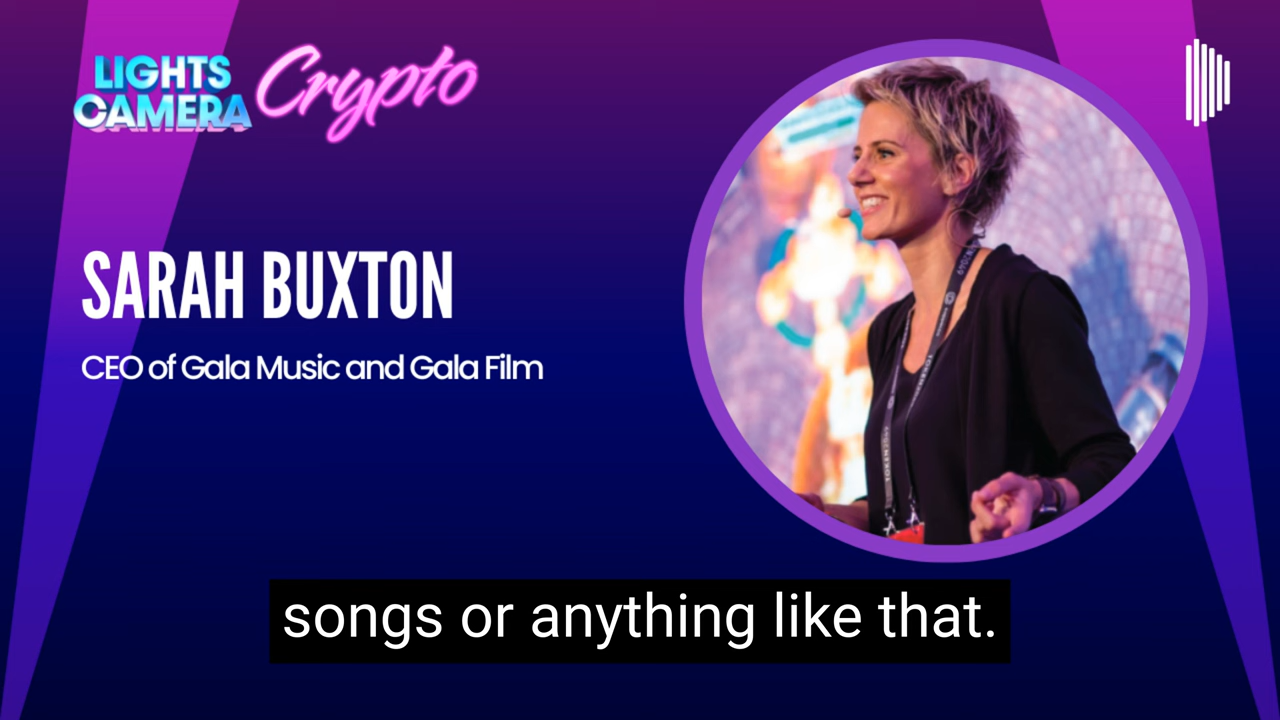 LIGHTS
CAMERA Crypto
SARAH BUXTON
CEO of Gala Music and Gala Film
songs or anything like that.